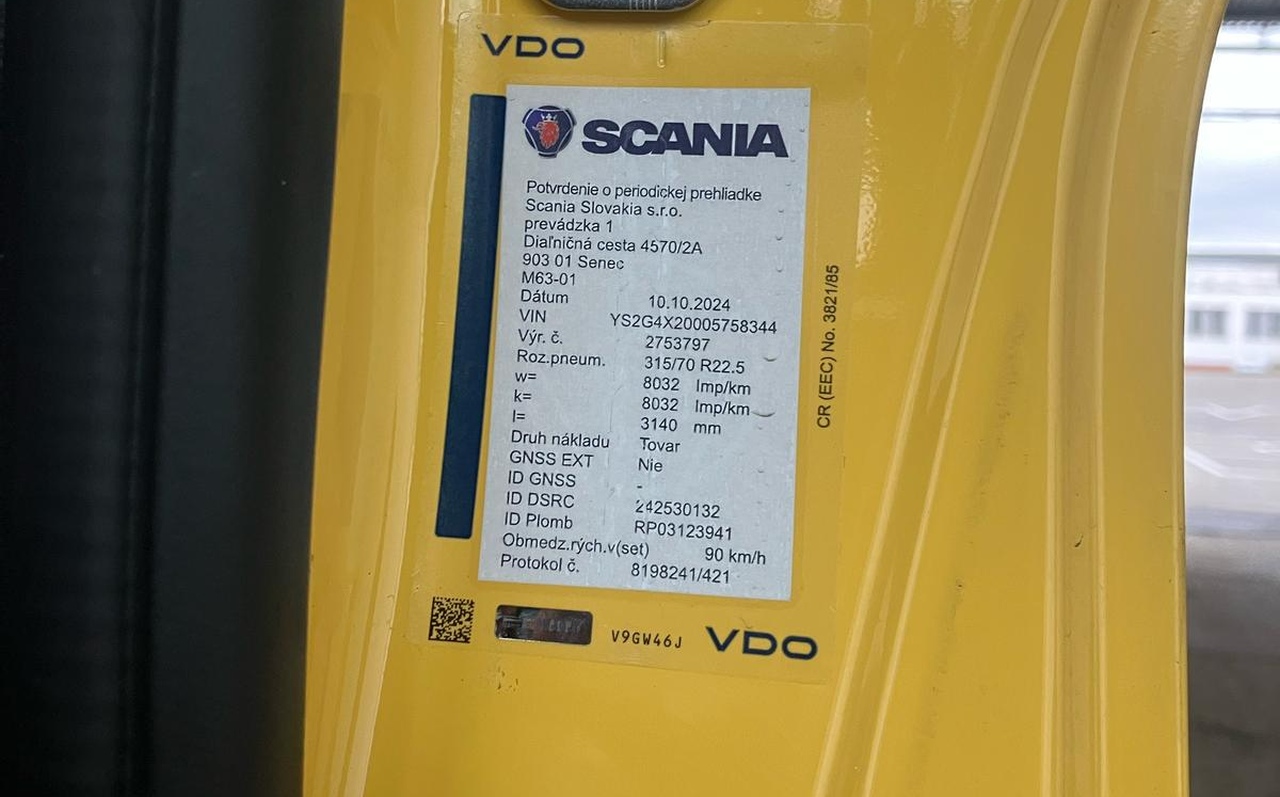 VDO
SCANIA
Potvrdenie o periodickej prehliadke
Scania Slovakia s.r.o.
prevádzka 1
Diaľničná cesta 4570/2A
903 01 Senec
M63-01
Dátum 10.10.2024
VIN YS2G4X20005758344
Výr. č. 2753797
Roz.pneum. 315/70 R22.5
w= 8032 Imp/km
k= 8032 Imp/km
l= 3140 mm
Druh nákladu Tovar
GNSS EXT Nie
ID GNSS -
ID DSRC 242530132
ID Plomb RP03123941
Obmedz.rých.v(set) 90 km/h
Protokol č. 8198241/421
CR (EEC) No. 3821/85
V9GW46J
VDO